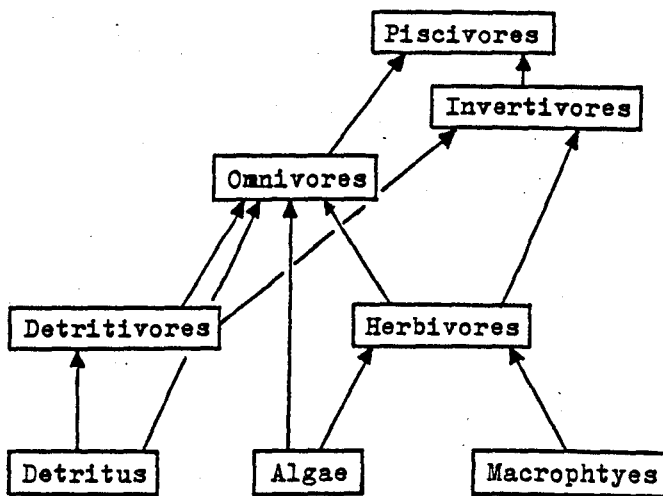 Piscivores
Invertivores
Omnivores
Detritivores
Herbivores
Detritus
Algae
Macrophtyes